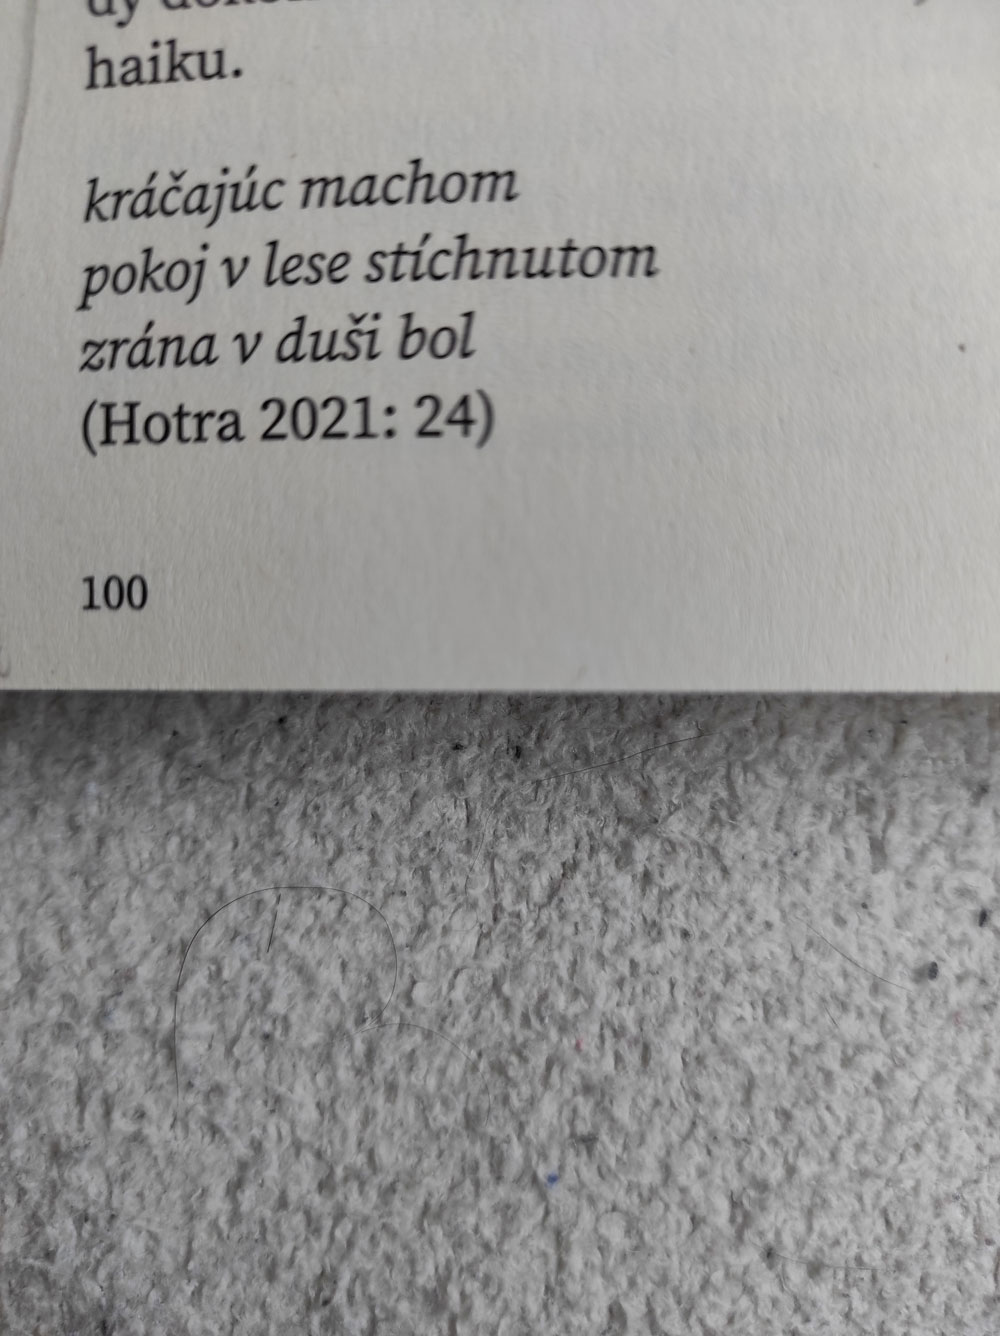 haiku.
kráčajúc machom
pokoj v lese stíchnutom
zrána v duši bol
(Hotra 2021: 24)
100